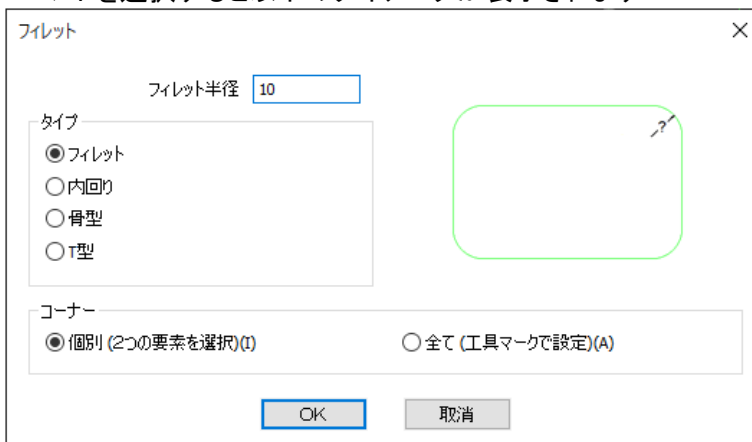 フィレット
フィレット半径 10
タイプ
フィレット
内回り
骨型
T型
?
コーナー
個別 (2つの要素を選択)(I) 全て (工具マークで設定)(A)
OK 取消